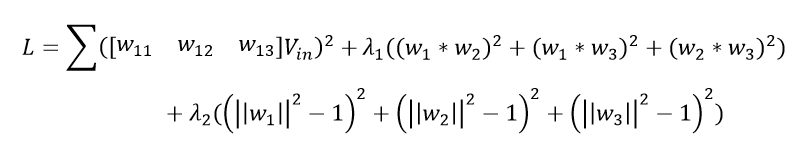 L = ∑([w₁₁ w₁₂ w₁₃]Vᵢₙ)² + λ₁((w₁ * w₂)² + (w₁ * w₃)² + (w₂ * w₃)²)
+ λ₂((||w₁||² − 1)² + (||w₂||² − 1)² + (||w₃||² − 1)²)